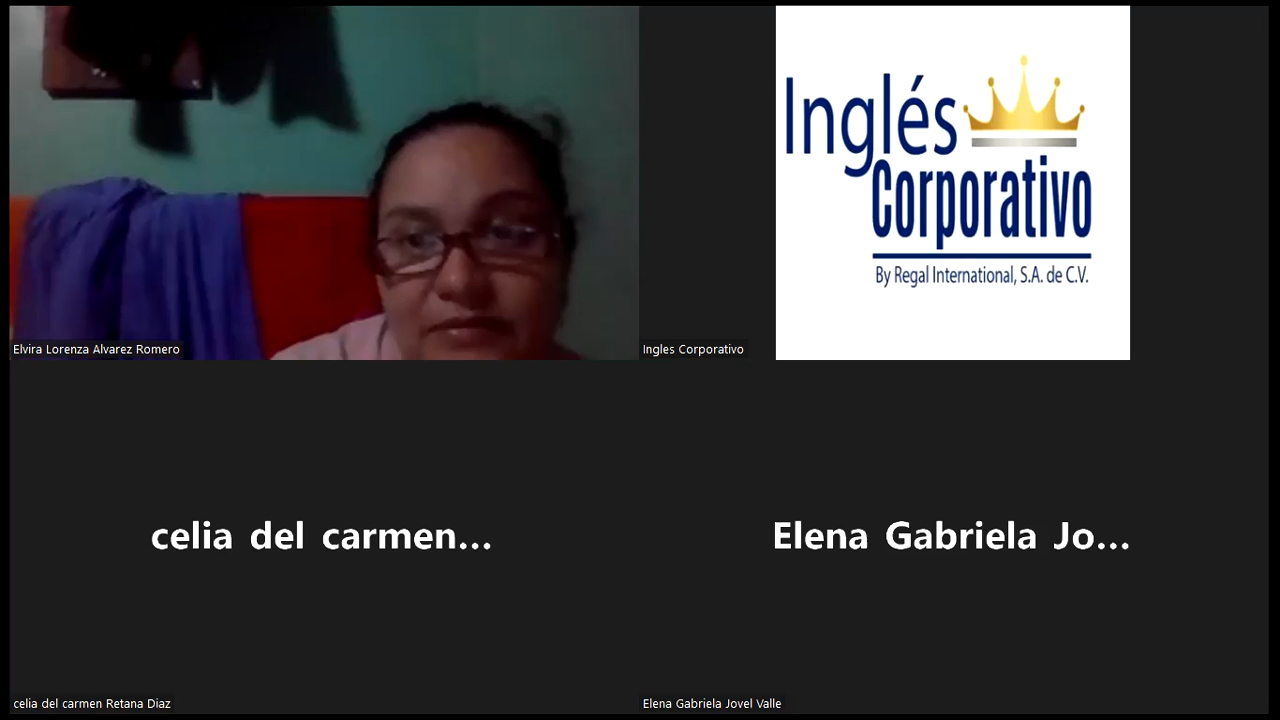 Inglés
Corporativo
By Regal International, S.A. de C.V.
Elvira Lorenza Alvarez Romero
Ingles Corporativo
celia del carmen...
Elena Gabriela Jo...
celia del carmen Retana Diaz
Elena Gabriela Jovel Valle